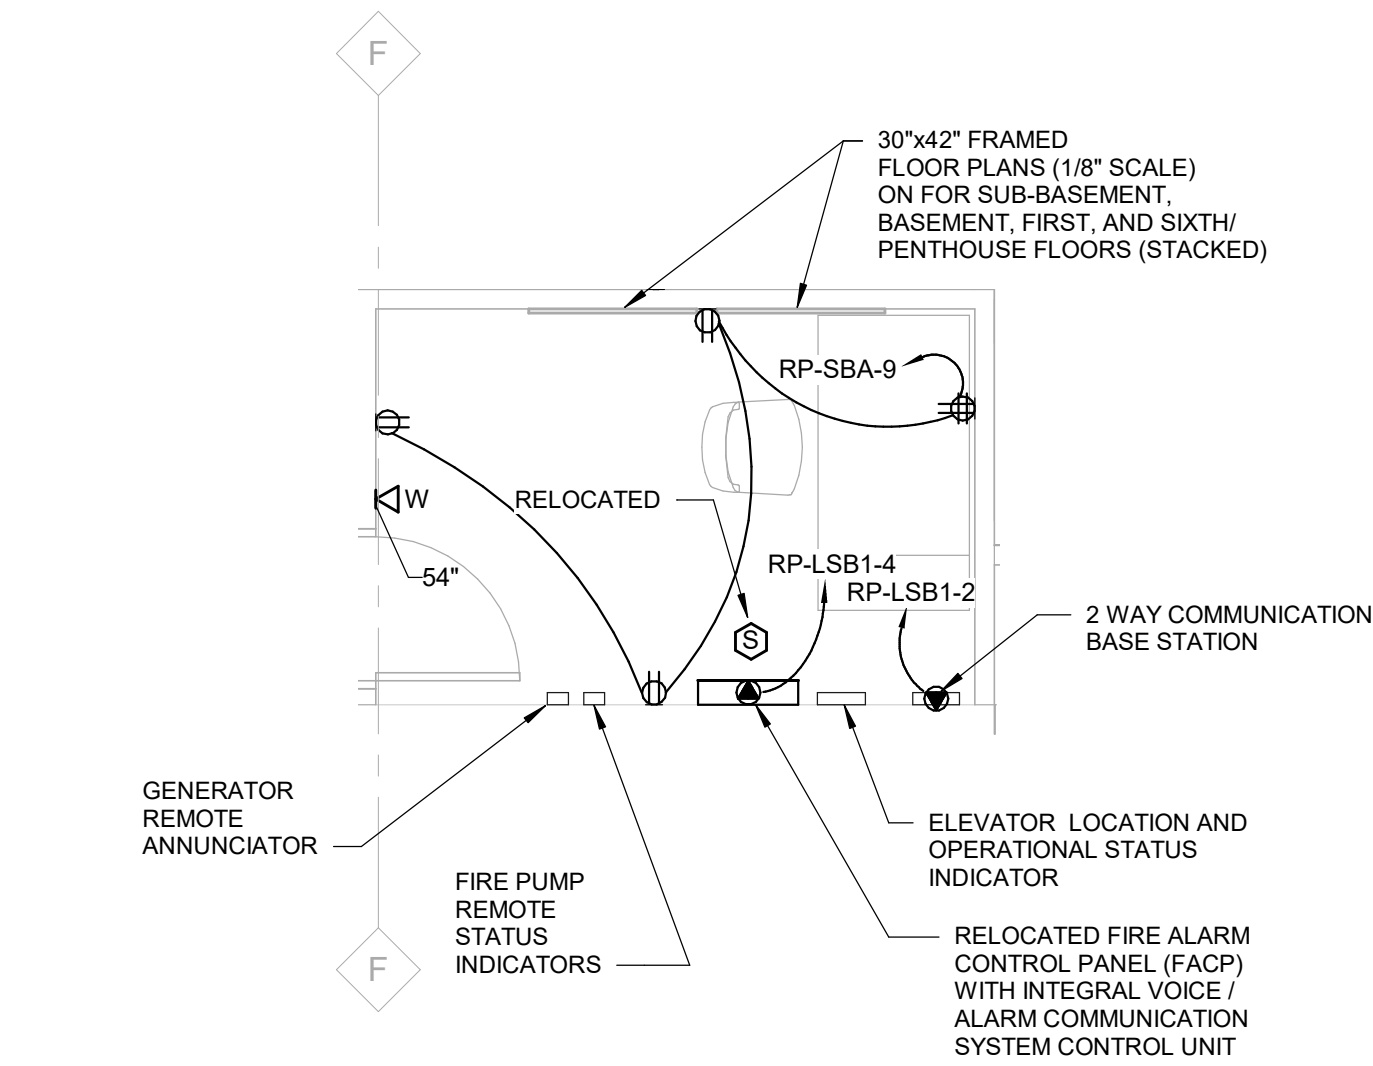 F
30"x42" FRAMED
FLOOR PLANS (1/8" SCALE)
ON FOR SUB-BASEMENT,
BASEMENT, FIRST, AND SIXTH/
PENTHOUSE FLOORS (STACKED)
RP-SBA-9
W
RELOCATED
54"
RP-LSB1-4
RP-LSB1-2
S
2 WAY COMMUNICATION
BASE STATION
GENERATOR
REMOTE
ANNUNCIATOR
FIRE PUMP
REMOTE
STATUS
INDICATORS
ELEVATOR LOCATION AND
OPERATIONAL STATUS
INDICATOR
RELOCATED FIRE ALARM
CONTROL PANEL (FACP)
WITH INTEGRAL VOICE /
ALARM COMMUNICATION
SYSTEM CONTROL UNIT
F